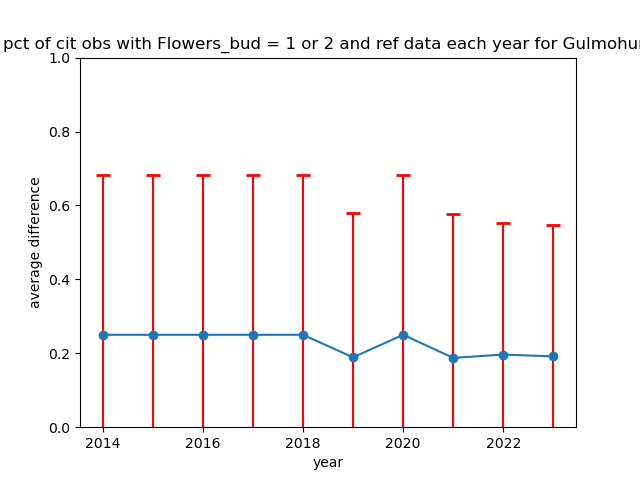 pct of cit obs with Flowers_bud = 1 or 2 and ref data each year for Gulmohur
1.0
0.8
0.6
0.4
0.2
0.0
average difference
2014 2016 2018 2020 2022
year